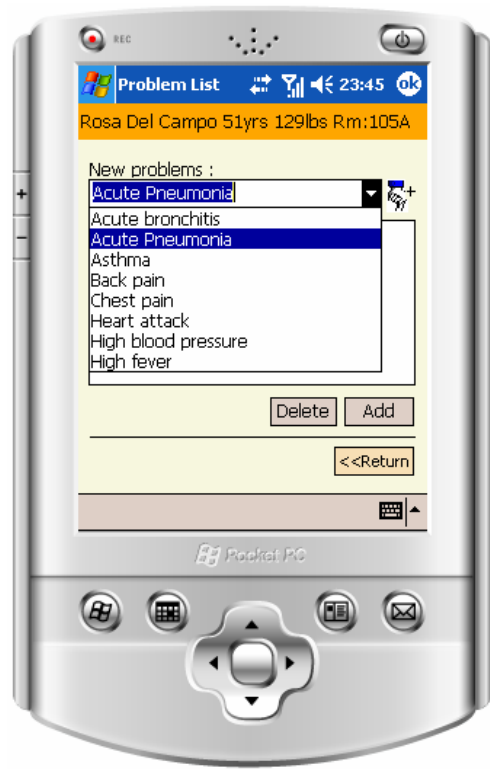 REC
Problem List 23:45 ok
Rosa Del Campo 51yrs 129lbs Rm:105A
New problems :
Acute Pneumonia
Acute bronchitis
Acute Pneumonia
Asthma
Back pain
Chest pain
Heart attack
High blood pressure
High fever
Delete Add
<<Return
Pocket PC